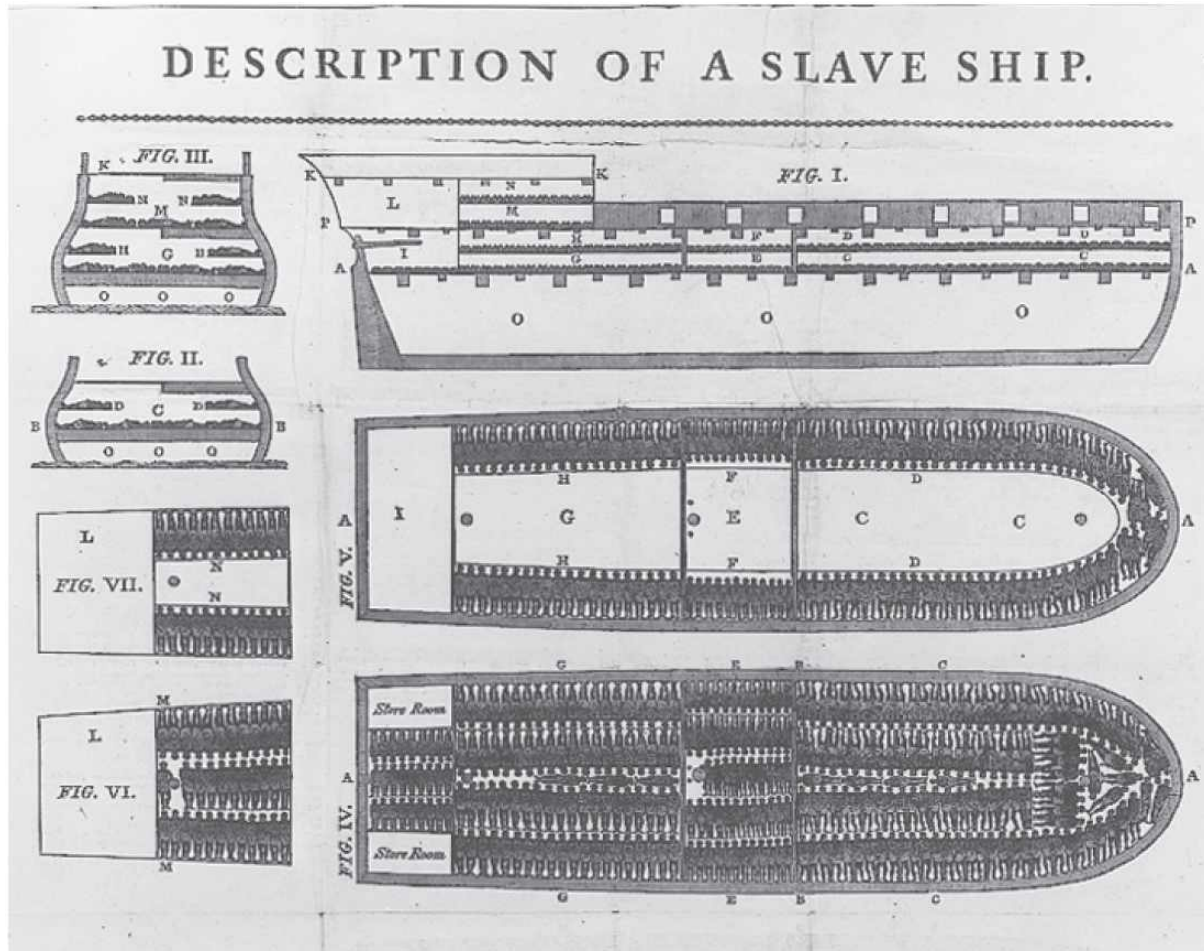 DESCRIPTION OF A SLAVE SHIP.
FIG. III.
K
N N
M
H G H
O O O
FIG. I.
K K
N
L M
P P
H F D D
I
G E C C
A A
O O O
FIG. II.
D C D
B B
O O O
L
FIG. VII.
N
N
FIG. V.
H F D
A I G E C C A
H F D
M
L
FIG. VI.
M
FIG. IV.
G E B C
Store Room
A A
Store Room
G E B C